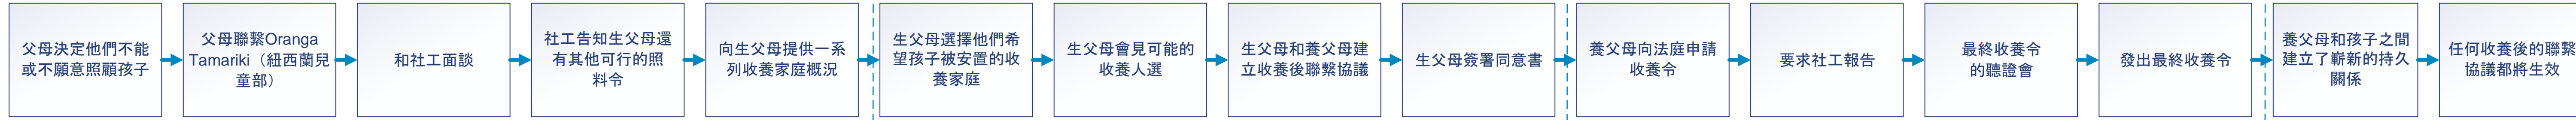 父母決定他們不能
或不願意照顧孩子
父母聯繫Oranga
Tamariki（紐西蘭兒
童部）
和社工面談
社工告知生父母還
有其他可行的照
料令
向生父母提供一系
列收養家庭概況
生父母選擇他們希
望孩子被安置的收
養家庭
生父母會見可能的
收養人選
生父母和養父母建
立收養後聯繫協議
生父母簽署同意書
養父母向法庭申請
收養令
要求社工報告
最終收養令
的聽證會
發出最終收養令
養父母和孩子之間
建立了嶄新的持久
關係
任何收養後的聯繫
協議都將生效